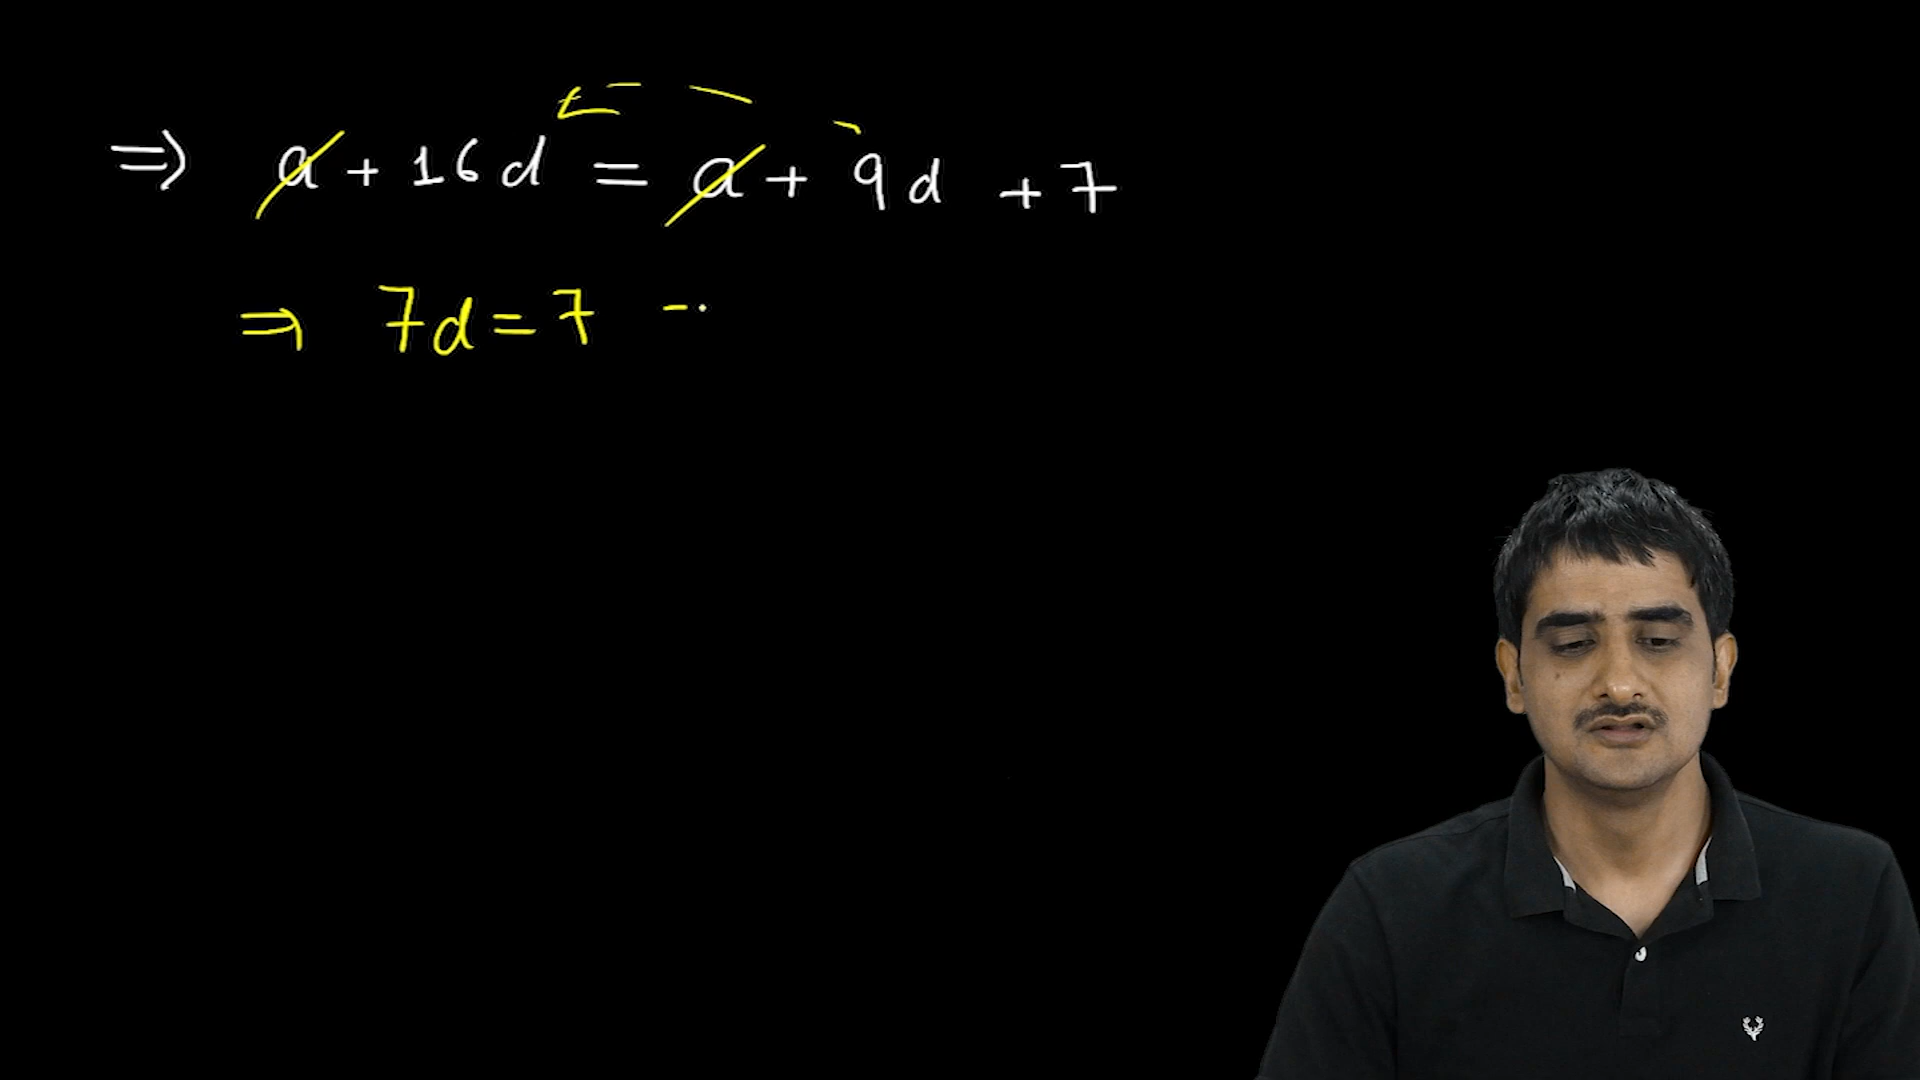 ⇒ a + 16d = a + 9d + 7
⇒ 7d = 7